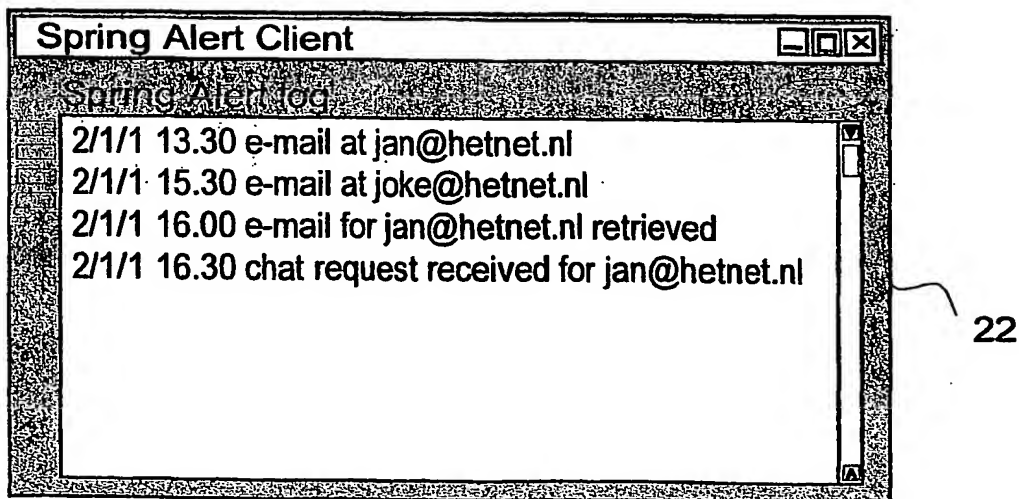 Spring Alert Client
Spring Alert log
2/1/1 13.30 e-mail at jan@hetnet.nl
2/1/1 15.30 e-mail at joke@hetnet.nl
2/1/1 16.00 e-mail for jan@hetnet.nl retrieved
2/1/1 16.30 chat request received for jan@hetnet.nl
22